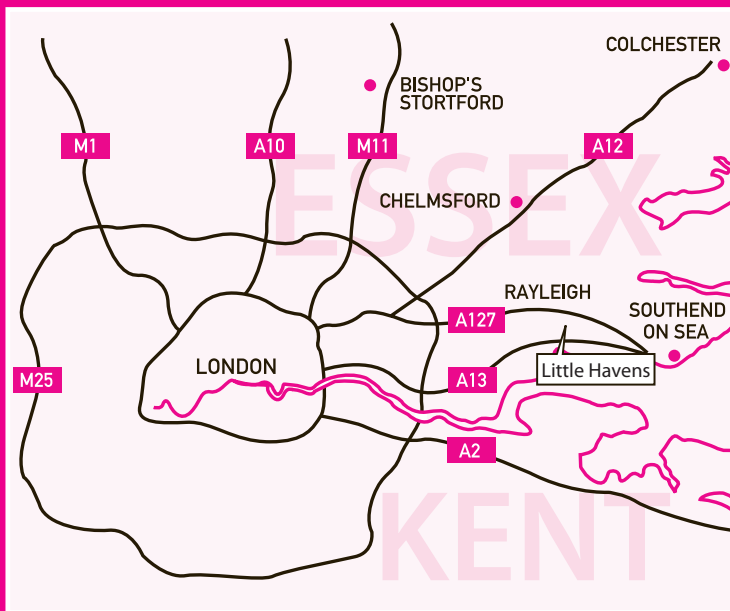 COLCHESTER
BISHOP'S
STORTFORD
M1
A10
M11
A12
ESSEX
CHELMSFORD
RAYLEIGH
SOUTHEND
ON SEA
A127
LONDON
Little Havens
M25
A13
A2
KENT